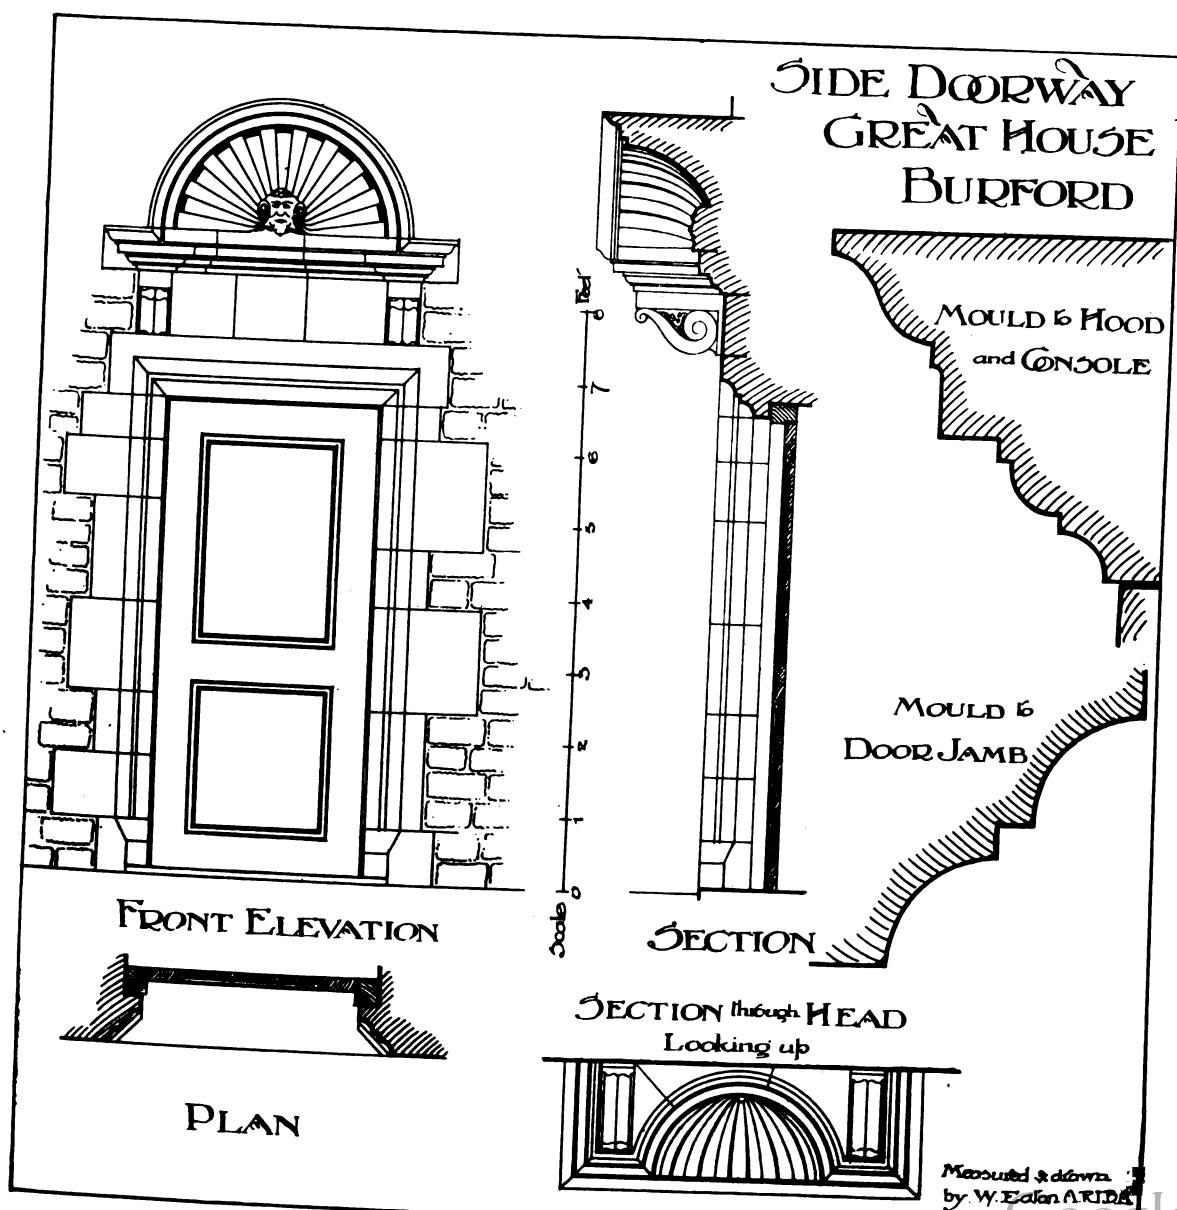 SIDE DOORWAY
GREAT HOUSE
BURFORD
MOULD to HOOD
and CONSOLE
Feet
8
7
6
5
4
3
2
1
0
Scale
MOULD to
DOOR JAMB
FRONT ELEVATION
SECTION
SECTION through HEAD
Looking up
PLAN
Measured & drawn
by W. Eaton A.R.I.B.A